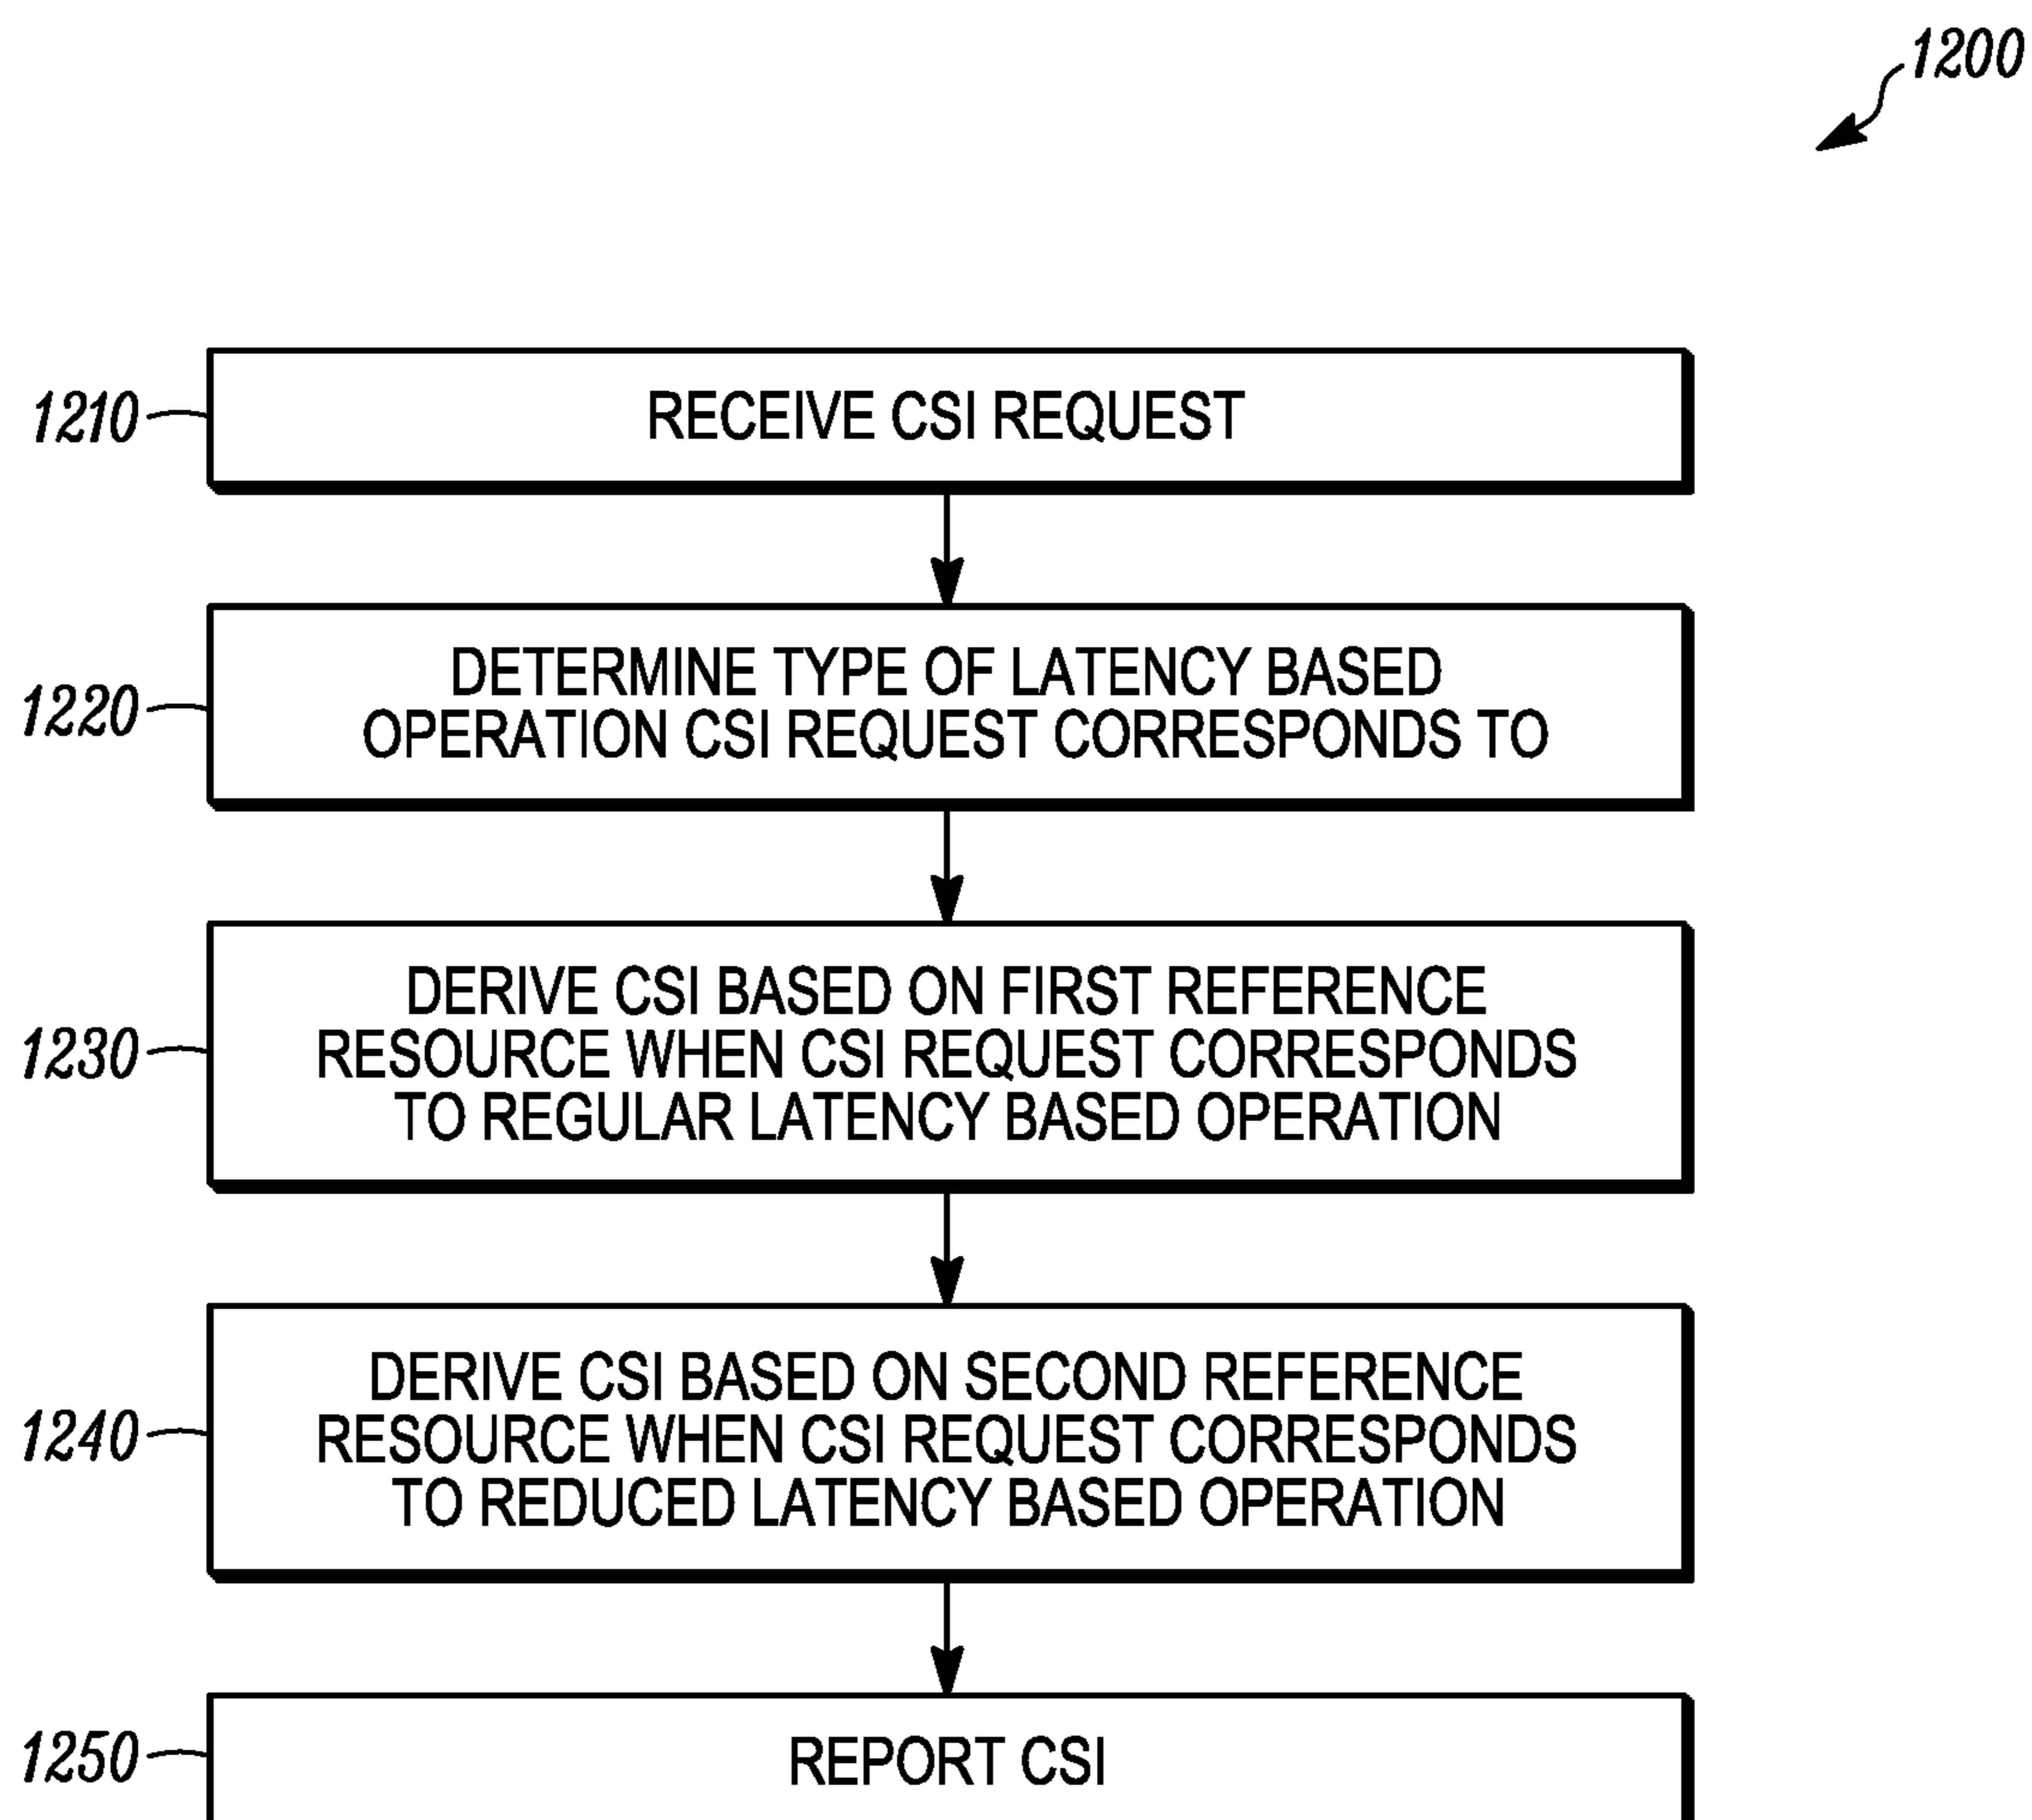 1200
1210
RECEIVE CSI REQUEST
1220
DETERMINE TYPE OF LATENCY BASED
OPERATION CSI REQUEST CORRESPONDS TO
1230
DERIVE CSI BASED ON FIRST REFERENCE
RESOURCE WHEN CSI REQUEST CORRESPONDS
TO REGULAR LATENCY BASED OPERATION
1240
DERIVE CSI BASED ON SECOND REFERENCE
RESOURCE WHEN CSI REQUEST CORRESPONDS
TO REDUCED LATENCY BASED OPERATION
1250
REPORT CSI